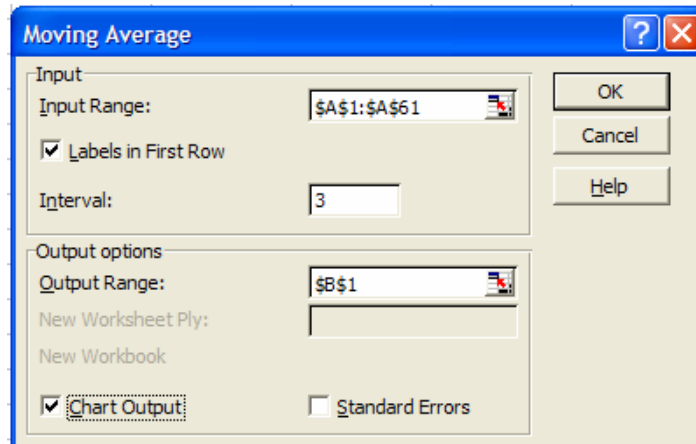 Moving Average
Input
Input Range: $A$1:$A$61
Labels in First Row
Interval: 3
OK
Cancel
Help
Output options
Output Range: $B$1
New Worksheet Ply:
New Workbook
Chart Output
Standard Errors